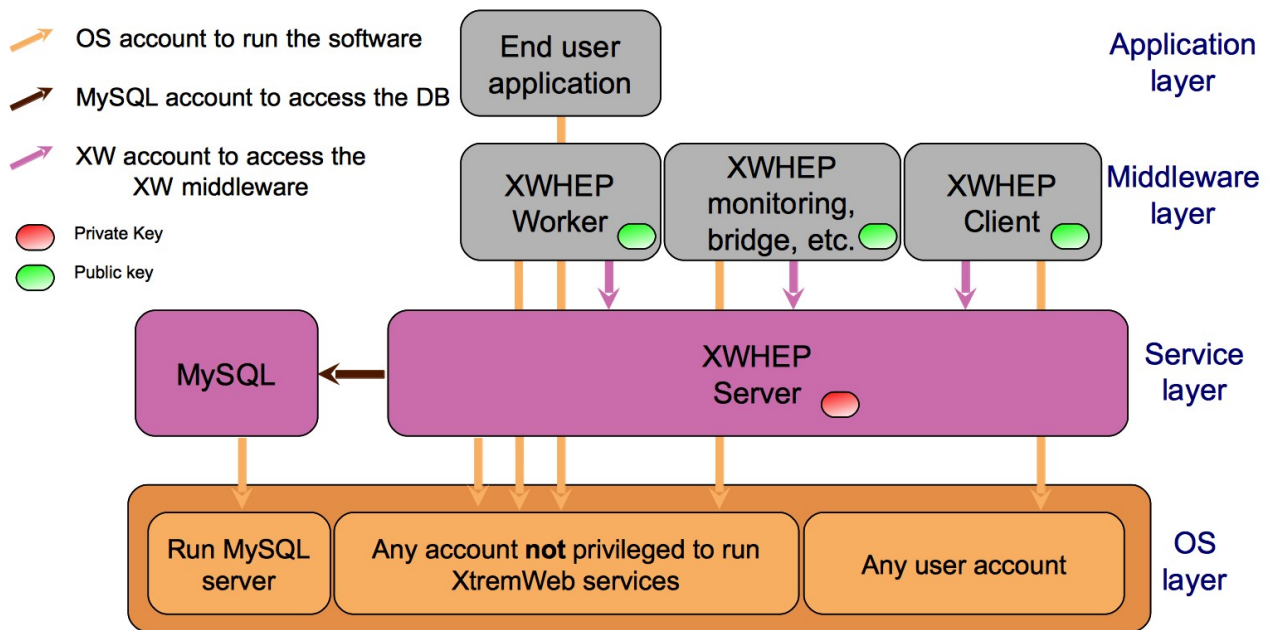 OS account to run the software
MySQL account to access the DB
XW account to access the
XW middleware
Private Key
Public key
End user
application
Application
layer
XWHEP
Worker
XWHEP
monitoring,
bridge, etc.
XWHEP
Client
Middleware
layer
MySQL
XWHEP
Server
Service
layer
Run MySQL
server
Any account not privileged to run
XtremWeb services
Any user account
OS
layer